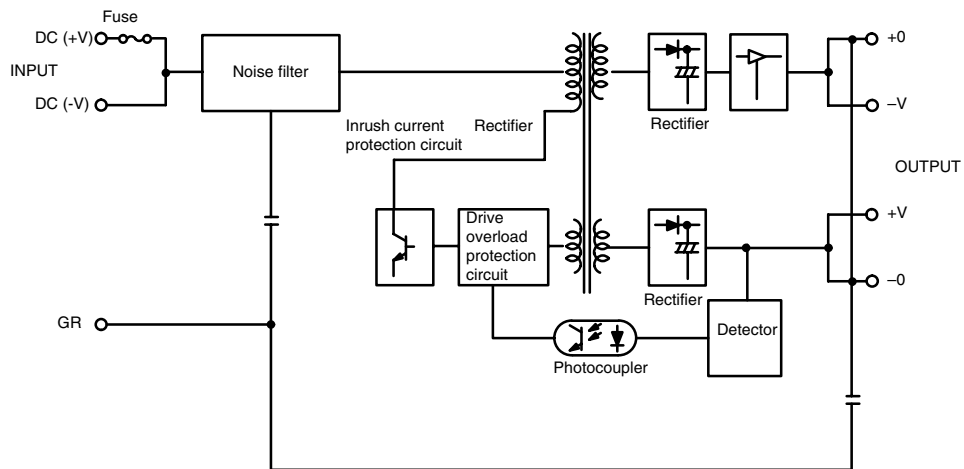 Fuse
DC (+V)
INPUT
DC (-V)
Noise filter
Inrush current
protection circuit
Rectifier
Rectifier
+0
–V
OUTPUT
Drive
overload
protection
circuit
Rectifier
+V
–0
GR
Detector
Photocoupler